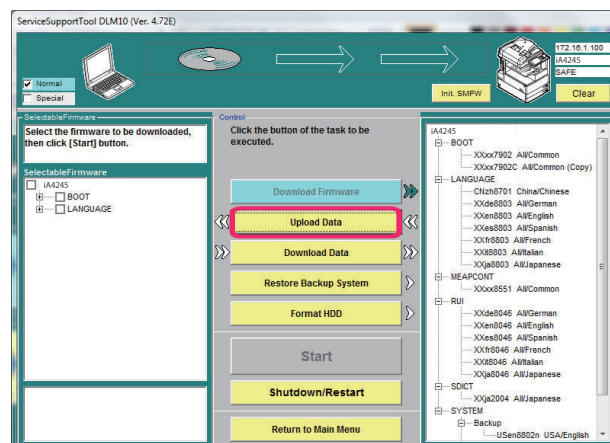 ServiceSupportTool DLM10 (Ver. 4.72E)
172.16.1.100
iA4245
SAFE
Normal
Special
Init. SMPW
Clear
SelectableFirmware
Select the firmware to be downloaded,
then click [Start] button.
SelectableFirmware
iA4245
BOOT
LANGUAGE
Control
Click the button of the task to be
executed.
Download Firmware
Upload Data
Download Data
Restore Backup System
Format HDD
Start
Shutdown/Restart
Return to Main Menu
iA4245
BOOT
XXxx7902 All/Common
XXxx7902C All/Common (Copy)
LANGUAGE
CNzh8701 China/Chinese
XXde8803 All/German
XXen8803 All/English
XXes8803 All/Spanish
XXfr8803 All/French
XXit8803 All/Italian
XXja8803 All/Japanese
MEAPCONT
XXxx8551 All/Common
RUI
XXde8046 All/German
XXen8046 All/English
XXes8046 All/Spanish
XXfr8046 All/French
XXit8046 All/Italian
XXja8046 All/Japanese
SDICT
XXja2004 All/Japanese
SYSTEM
Backup
USen8802n USA/English